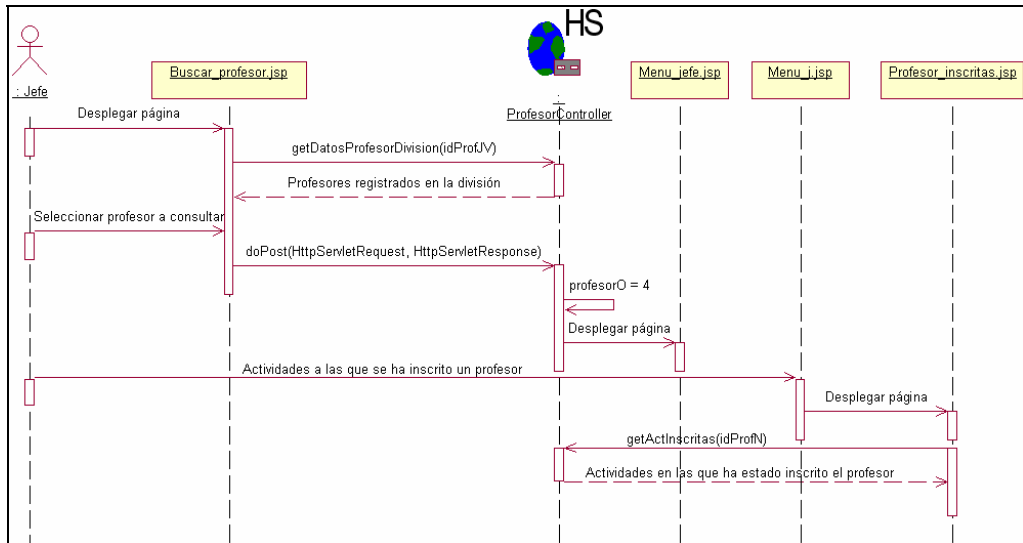 HS
Buscar_profesor.jsp
Menu_jefe.jsp
Menu_j.jsp
Profesor_inscritas.jsp
: Jefe
:
ProfesorController
Desplegar página
getDatosProfesorDivision(idProfJV)
Profesores registrados en la división
Seleccionar profesor a consultar
doPost(HttpServletRequest, HttpServletResponse)
profesorO = 4
Desplegar página
Actividades a las que se ha inscrito un profesor
Desplegar página
getActInscritas(idProfN)
Actividades en las que ha estado inscrito el profesor